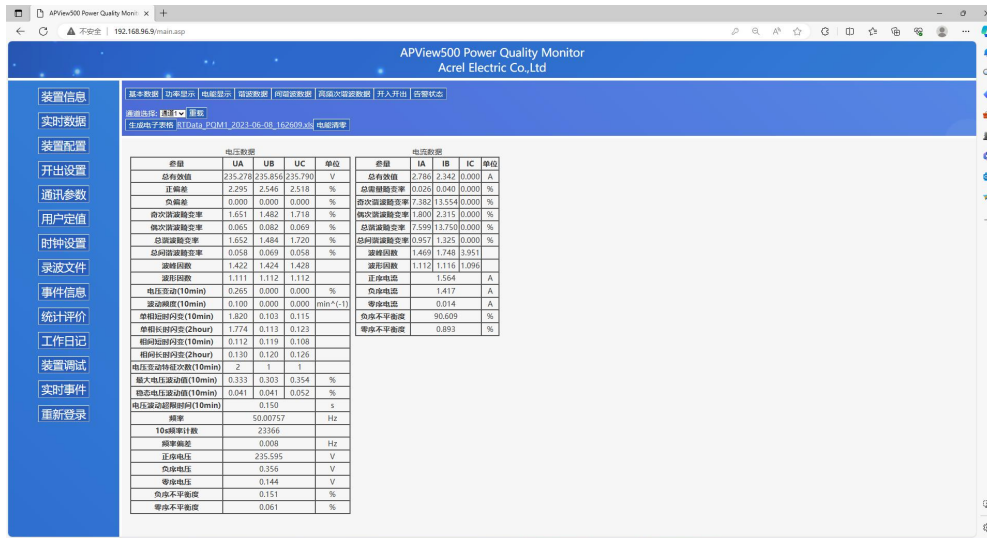 APView500 Power Quality Monit
不安全 | 192.168.96.9/main.asp
APView500 Power Quality Monitor
Acrel Electric Co.,Ltd
装置信息
实时数据
装置配置
开出设置
通讯参数
用户定值
时钟设置
录波文件
事件信息
统计评价
工作日记
装置调试
实时事件
重新登录
基本数据 功率显示 电能显示 谐波数据 间谐波数据 高频次谐波数据 开入开出 告警状态
通道选择: 通道1 重载
生成电子表格 RTData_PQM1_2023-06-08_162609.xls 电能清零
电压数据
参量 UA UB UC 单位
总有效值 235.278 235.856 235.790 V
正偏差 2.295 2.546 2.518 %
负偏差 0.000 0.000 0.000 %
奇次谐波畸变率 1.651 1.482 1.718 %
偶次谐波畸变率 0.065 0.082 0.069 %
总谐波畸变率 1.652 1.484 1.720 %
总间谐波畸变率 0.058 0.069 0.058 %
波峰因数 1.422 1.424 1.428
波形因数 1.111 1.112 1.112
电压变动(10min) 0.265 0.000 0.000 %
波动频度(10min) 0.100 0.000 0.000 min^(-1)
单相短时闪变(10min) 1.820 0.103 0.115
单相长时闪变(2hour) 1.774 0.113 0.123
相间短时闪变(10min) 0.112 0.119 0.108
相间长时闪变(2hour) 0.130 0.120 0.126
电压变动特征次数(10min) 2 1 1
最大电压波动值(10min) 0.333 0.303 0.354 %
稳态电压波动值(10min) 0.041 0.041 0.052 %
电压波动超限时间(10min) 0.150 s
频率 50.00757 Hz
10s频率计数 23366
频率偏差 0.008 Hz
正序电压 235.595 V
负序电压 0.356 V
零序电压 0.144 V
负序不平衡度 0.151 %
零序不平衡度 0.061 %
电流数据
参量 IA IB IC 单位
总有效值 2.786 2.342 0.000 A
总需量畸变率 0.026 0.040 0.000 %
奇次谐波畸变率 7.382 13.554 0.000 %
偶次谐波畸变率 1.800 2.315 0.000 %
总谐波畸变率 7.599 13.750 0.000 %
总间谐波畸变率 0.957 1.325 0.000 %
波峰因数 1.469 1.748 3.951
波形因数 1.112 1.116 1.096
正序电流 1.564 A
负序电流 1.417 A
零序电流 0.014 A
负序不平衡度 90.609 %
零序不平衡度 0.893 %